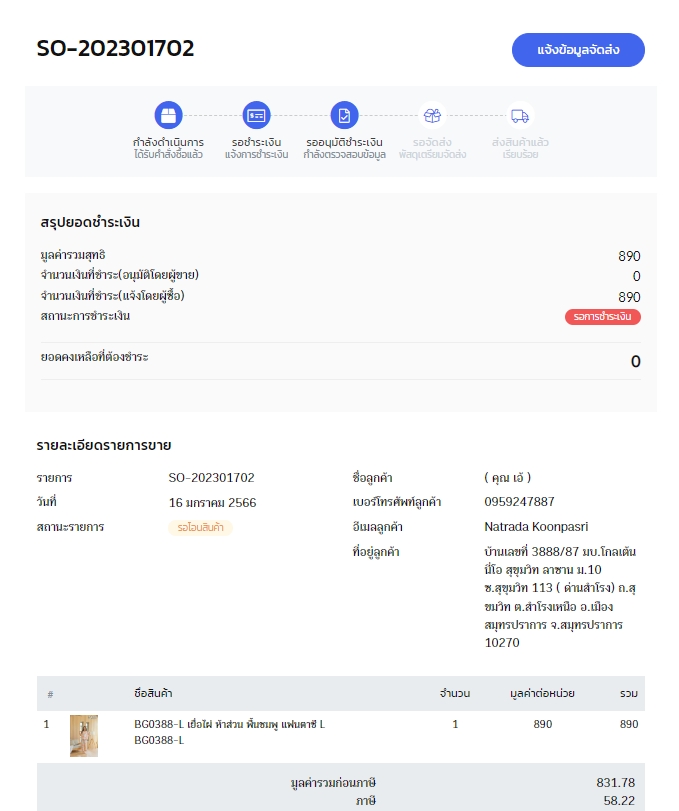 SO-202301702
แจ้งข้อมูลจัดส่ง
กำลังดำเนินการ
ได้รับคำสั่งซื้อแล้ว
รอชำระเงิน
แจ้งการชำระเงิน
รออนุมัติชำระเงิน
กำลังตรวจสอบข้อมูล
รอจัดส่ง
พัสดุเตรียมจัดส่ง
ส่งสินค้าแล้ว
เรียบร้อย
สรุปยอดชำระเงิน
มูลค่ารวมสุทธิ 890
จำนวนเงินที่ชำระ(อนุมัติโดยผู้ขาย) 0
จำนวนเงินที่ชำระ(แจ้งโดยผู้ซื้อ) 890
สถานะการชำระเงิน รอการชำระเงิน
ยอดคงเหลือที่ต้องชำระ 0
รายละเอียดรายการขาย
รายการ SO-202301702
วันที่ 16 มกราคม 2566
สถานะรายการ รอโอนสินค้า
ชื่อลูกค้า ( คุณ เอ้ )
เบอร์โทรศัพท์ลูกค้า 0959247887
อีเมลลูกค้า Natrada Koonpasri
ที่อยู่ลูกค้า บ้านเลขที่ 3888/87 มบ.โกลเด้น
นีโอ สุขุมวิท ลาซาน ม.10
ซ.สุขุมวิท 113 ( ด่านสำโรง) ถ.สุ
ขุมวิท ต.สำโรงเหนือ อ.เมือง
สมุทรปราการ จ.สมุทรปราการ
10270
# ชื่อสินค้า จำนวน มูลค่าต่อหน่วย รวม
1 BG0388-L เยื่อไผ่ ห้าส่วน พื้นชมพู แฟนตาซี L 1 890 890
BG0388-L
มูลค่ารวมก่อนภาษี 831.78
ภาษี 58.22